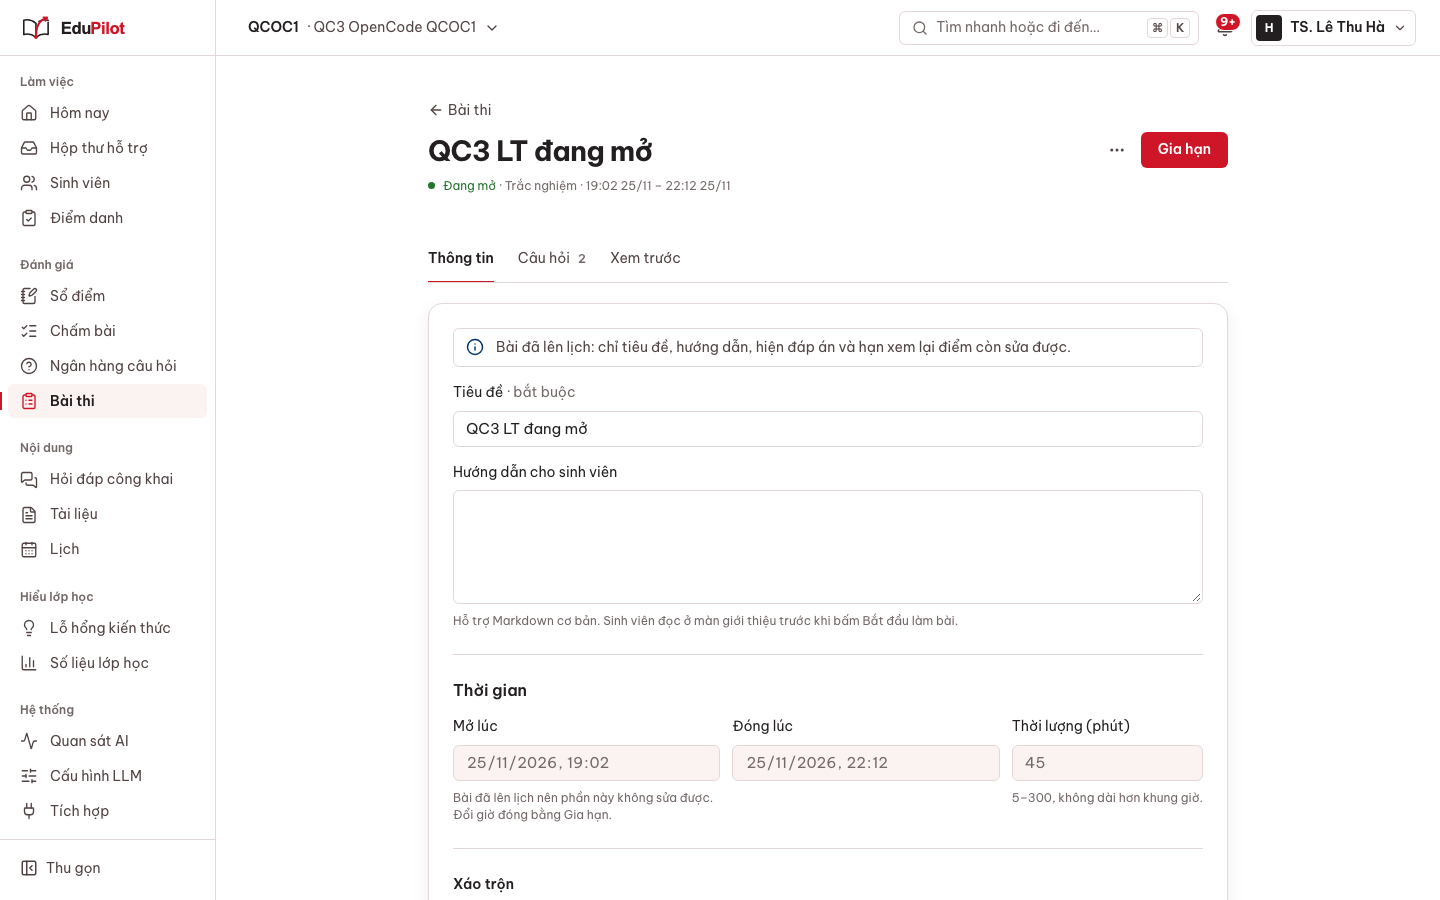 EduPilot
QCOC1 · QC3 OpenCode QCOC1
Tìm nhanh hoặc đi đến...
⌘ K
9+
H
TS. Lê Thu Hà
Làm việc
Hôm nay
Hộp thư hỗ trợ
Sinh viên
Điểm danh
Đánh giá
Sổ điểm
Chấm bài
Ngân hàng câu hỏi
Bài thi
Nội dung
Hỏi đáp công khai
Tài liệu
Lịch
Hiểu lớp học
Lỗ hổng kiến thức
Số liệu lớp học
Hệ thống
Quan sát AI
Cấu hình LLM
Tích hợp
Thu gọn
← Bài thi
QC3 LT đang mở
Gia hạn
Đang mở · Trắc nghiệm · 19:02 25/11 – 22:12 25/11
Thông tin
Câu hỏi 2
Xem trước
Bài đã lên lịch: chỉ tiêu đề, hướng dẫn, hiện đáp án và hạn xem lại điểm còn sửa được.
Tiêu đề · bắt buộc
QC3 LT đang mở
Hướng dẫn cho sinh viên
Hỗ trợ Markdown cơ bản. Sinh viên đọc ở màn giới thiệu trước khi bấm Bắt đầu làm bài.
Thời gian
Mở lúc
Đóng lúc
Thời lượng (phút)
25/11/2026, 19:02
25/11/2026, 22:12
45
Bài đã lên lịch nên phần này không sửa được.
Đổi giờ đóng bằng Gia hạn.
5–300, không dài hơn khung giờ.
Xáo trộn